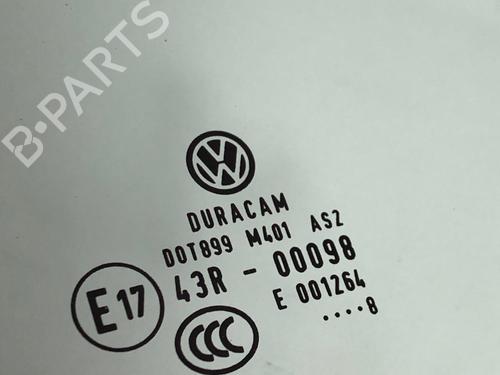 B-PARTS
DURACAM
DOT899 M401 AS2
E17 43R - 00098
E 001264
CCC ....8